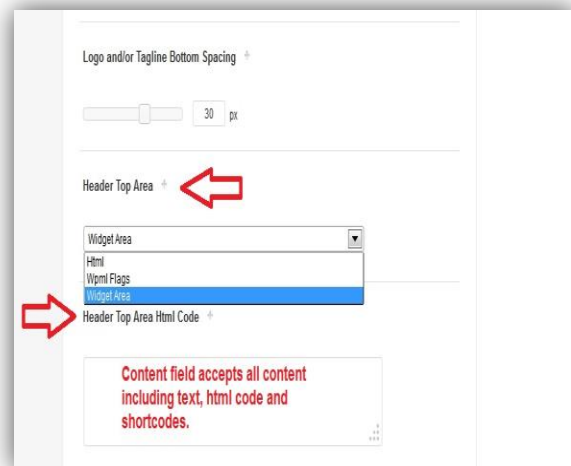 Logo and/or Tagline Bottom Spacing +
30 px
Header Top Area +
Widget Area
Html
Wpml Flags
Widget Area
Header Top Area Html Code +
Content field accepts all content
including text, html code and
shortcodes.